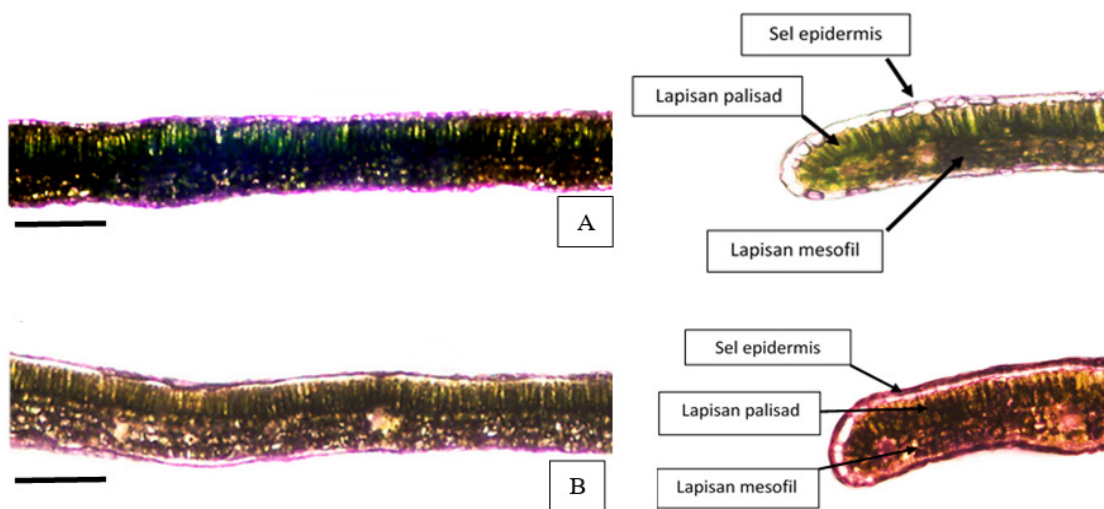 Sel epidermis
Lapisan palisad
Lapisan mesofil
A
Sel epidermis
Lapisan palisad
Lapisan mesofil
B